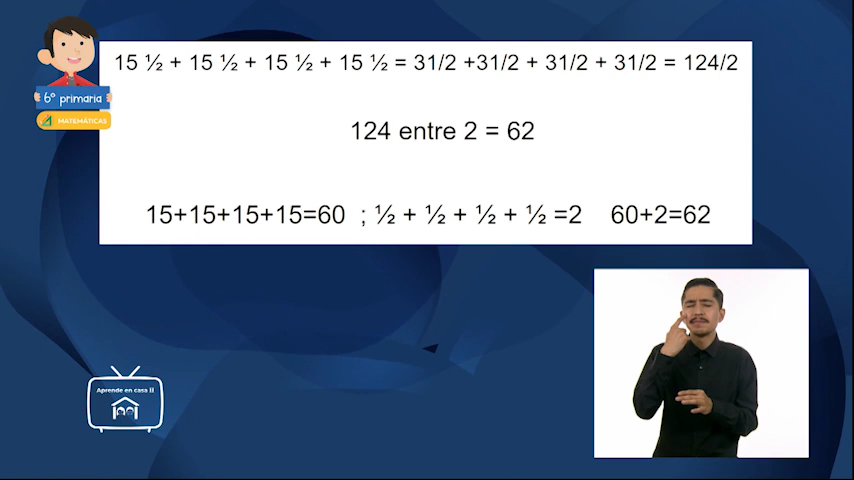 15 ½ + 15 ½ + 15 ½ + 15 ½ = 31/2 +31/2 + 31/2 + 31/2 = 124/2
6° primaria
MATEMÁTICAS
124 entre 2 = 62
15+15+15+15=60 ; ½ + ½ + ½ + ½ =2 60+2=62
Aprende en casa II